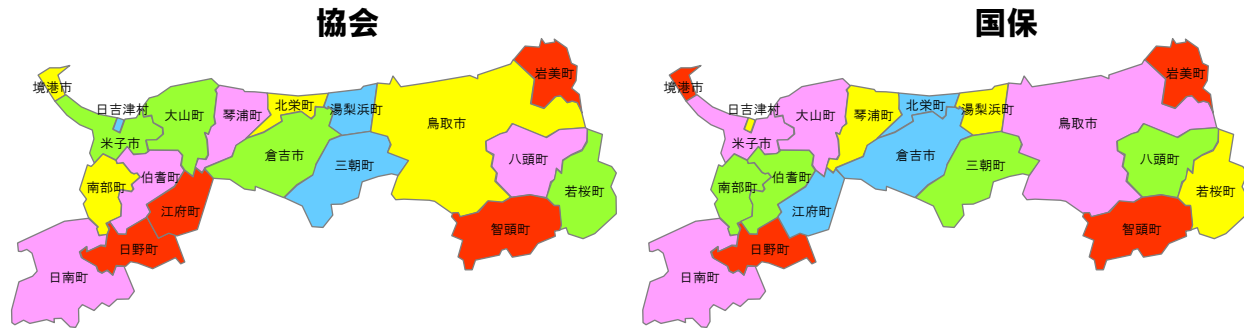 協会
国保
岩美町
境港市
日吉津村
大山町
琴浦町
北栄町
湯梨浜町
鳥取市
米子市
倉吉市
三朝町
八頭町
南部町
伯耆町
若桜町
江府町
智頭町
日野町
日南町
岩美町
境港市
日吉津村
大山町
琴浦町
北栄町
湯梨浜町
鳥取市
米子市
倉吉市
三朝町
八頭町
南部町
伯耆町
若桜町
江府町
智頭町
日野町
日南町